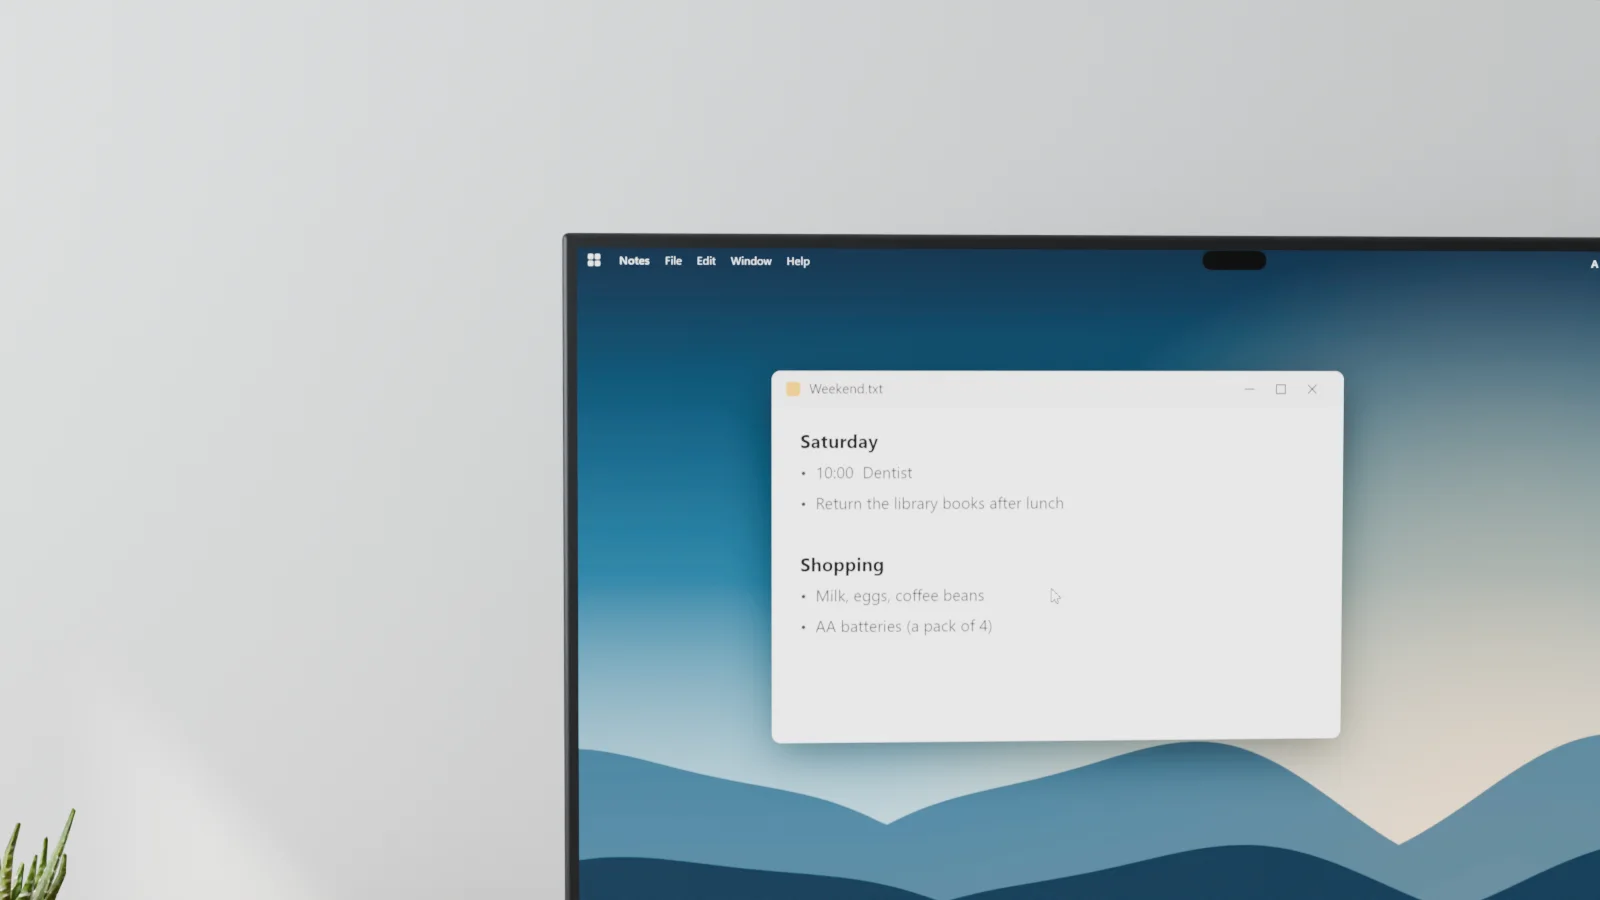 Notes File Edit Window Help
A
Weekend.txt
Saturday
• 10:00 Dentist
• Return the library books after lunch
Shopping
• Milk, eggs, coffee beans
• AA batteries (a pack of 4)